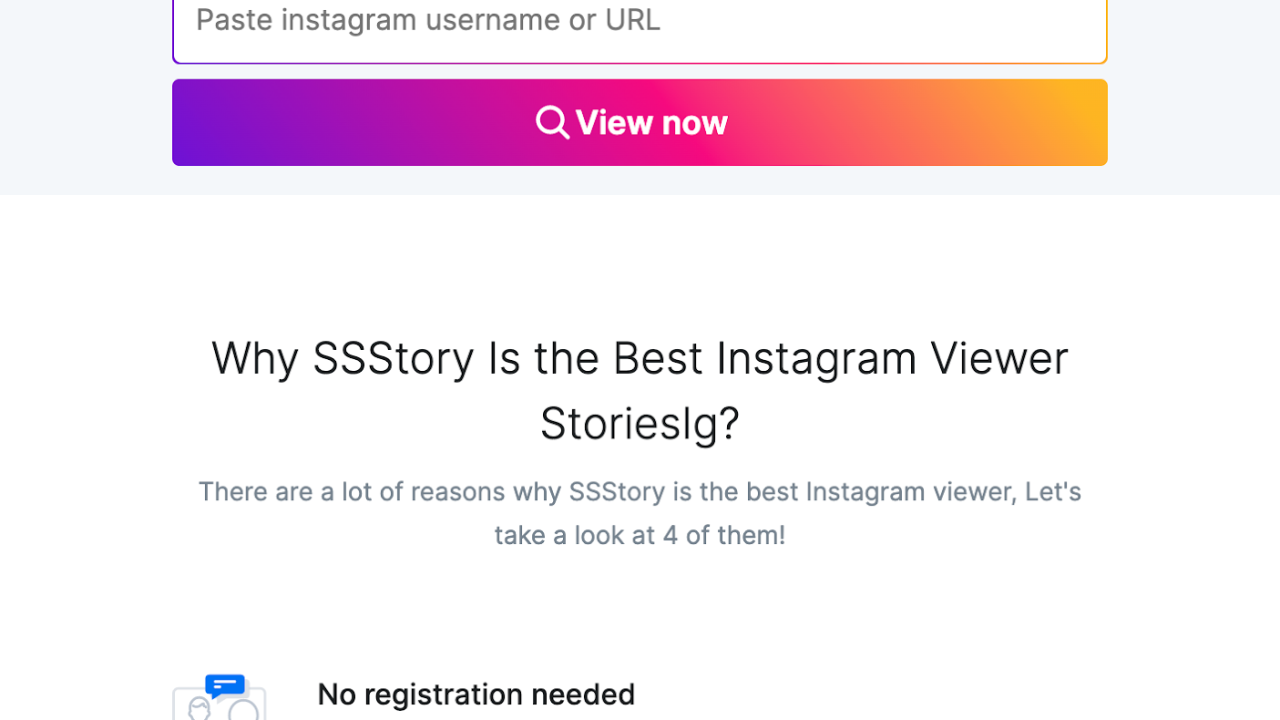 Paste instagram username or URL
View now
Why SSStory Is the Best Instagram Viewer
StoriesIg?
There are a lot of reasons why SSStory is the best Instagram viewer, Let's
take a look at 4 of them!
No registration needed